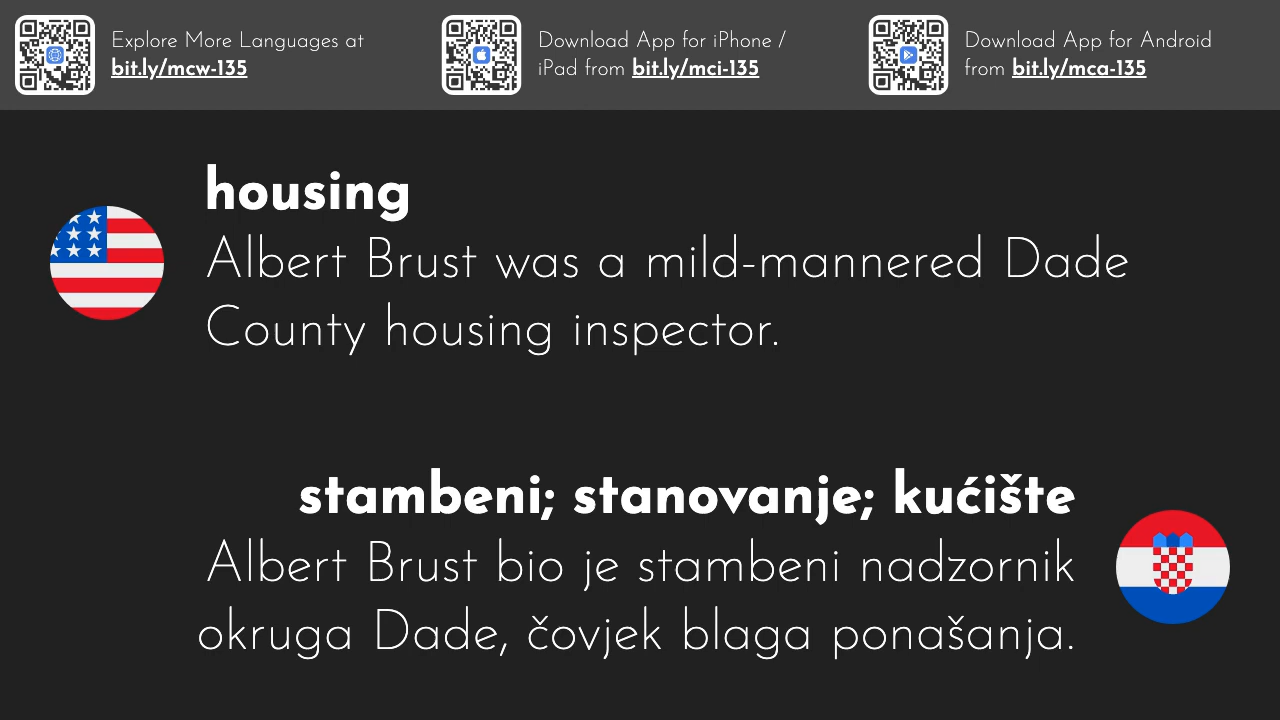 Explore More Languages at
bit.ly/mcw-135
Download App for iPhone /
iPad from bit.ly/mci-135
Download App for Android
from bit.ly/mca-135
housing
Albert Brust was a mild-mannered Dade
County housing inspector.
stambeni; stanovanje; kućište
Albert Brust bio je stambeni nadzornik
okruga Dade, čovjek blaga ponašanja.